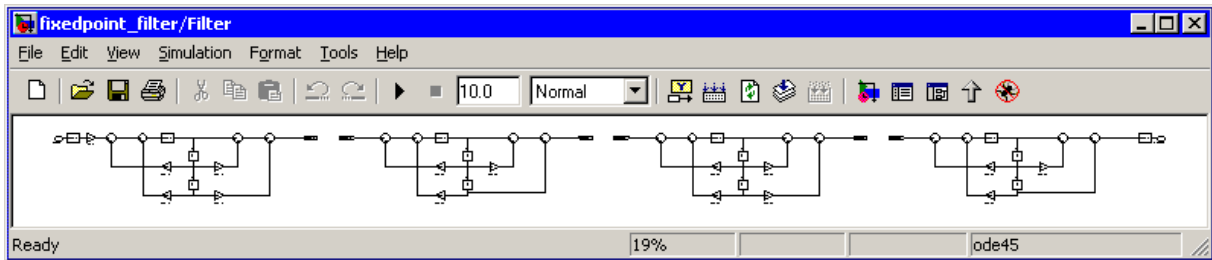 fixedpoint_filter/Filter
File Edit View Simulation Format Tools Help
10.0 Normal
Ready 19% ode45